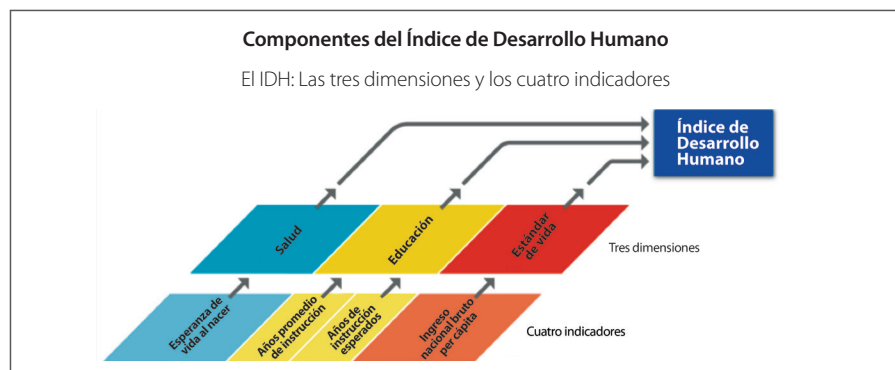 Componentes del Índice de Desarrollo Humano
El IDH: Las tres dimensiones y los cuatro indicadores
Índice de
Desarrollo
Humano
Salud
Educación
Estándar
de vida
Tres dimensiones
Esperanza de
vida al nacer
Años promedio
de instrucción
Años de
instrucción
esperados
Ingreso
nacional bruto
per cápita
Cuatro indicadores